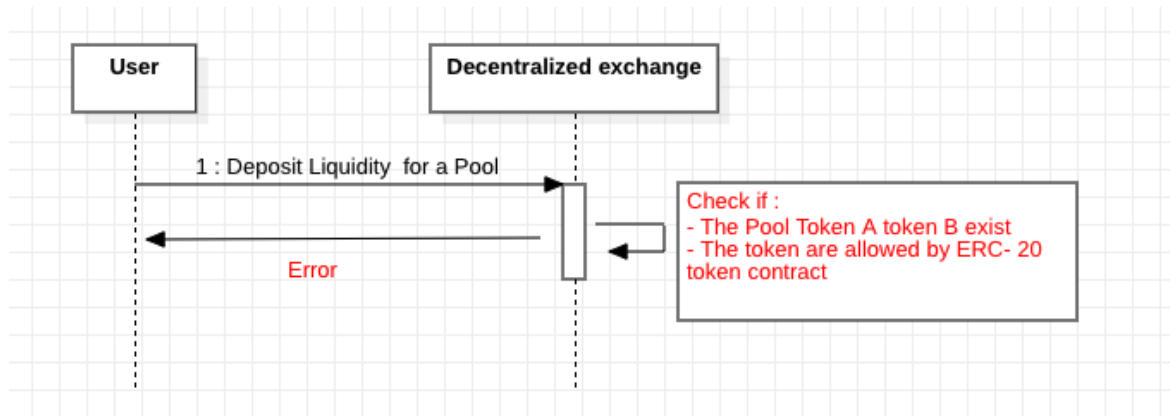 User
Decentralized exchange
1 : Deposit Liquidity  for a Pool
Check if :
- The Pool Token A token B exist
- The token are allowed by ERC- 20
token contract
Error